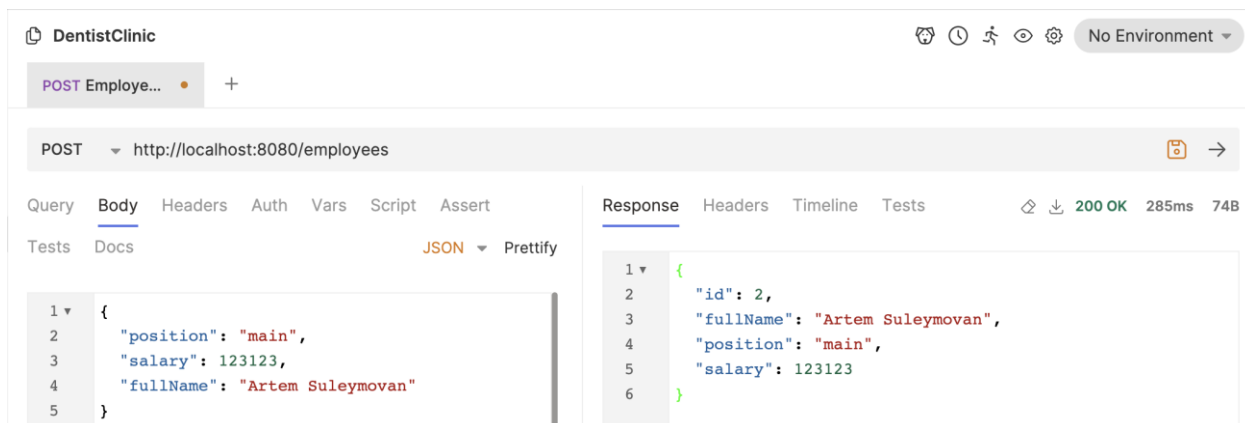 DentistClinic
No Environment
POST Employe...
+
POST http://localhost:8080/employees
Query Body Headers Auth Vars Script Assert
Tests Docs
JSON Prettify
1 {
2 "position": "main",
3 "salary": 123123,
4 "fullName": "Artem Suleymovan"
5 }
Response Headers Timeline Tests
200 OK 285ms 74B
1 {
2 "id": 2,
3 "fullName": "Artem Suleymovan",
4 "position": "main",
5 "salary": 123123
6 }